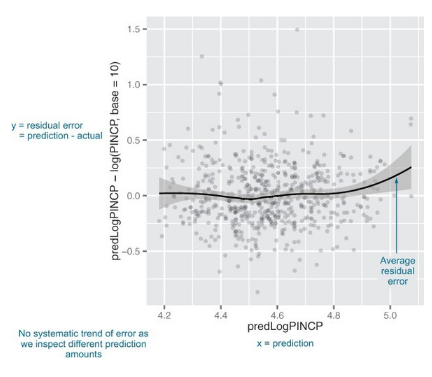 1.5
1.0
0.5
0.0
−0.5
predLogPINCP − log(PINCP, base = 10)
y = residual error
= prediction - actual
Average
residual
error
4.2 4.4 4.6 4.8 5.0
predLogPINCP
x = prediction
No systematic trend of error as
we inspect different prediction
amounts